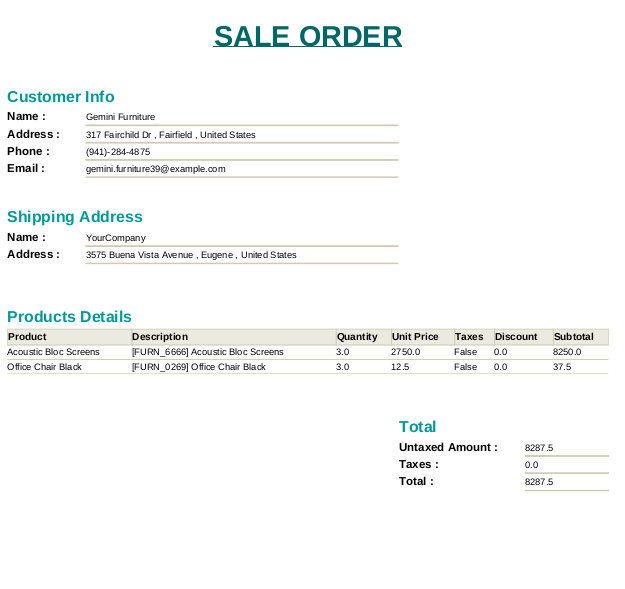 SALE ORDER
Customer Info
Name : Gemini Furniture
Address : 317 Fairchild Dr , Fairfield , United States
Phone : (941)-284-4875
Email : gemini.furniture39@example.com
Shipping Address
Name : YourCompany
Address : 3575 Buena Vista Avenue , Eugene , United States
Products Details
Product Description Quantity Unit Price Taxes Discount Subtotal
Acoustic Bloc Screens [FURN_6666] Acoustic Bloc Screens 3.0 2750.0 False 0.0 8250.0
Office Chair Black [FURN_0269] Office Chair Black 3.0 12.5 False 0.0 37.5
Total
Untaxed Amount : 8287.5
Taxes : 0.0
Total : 8287.5